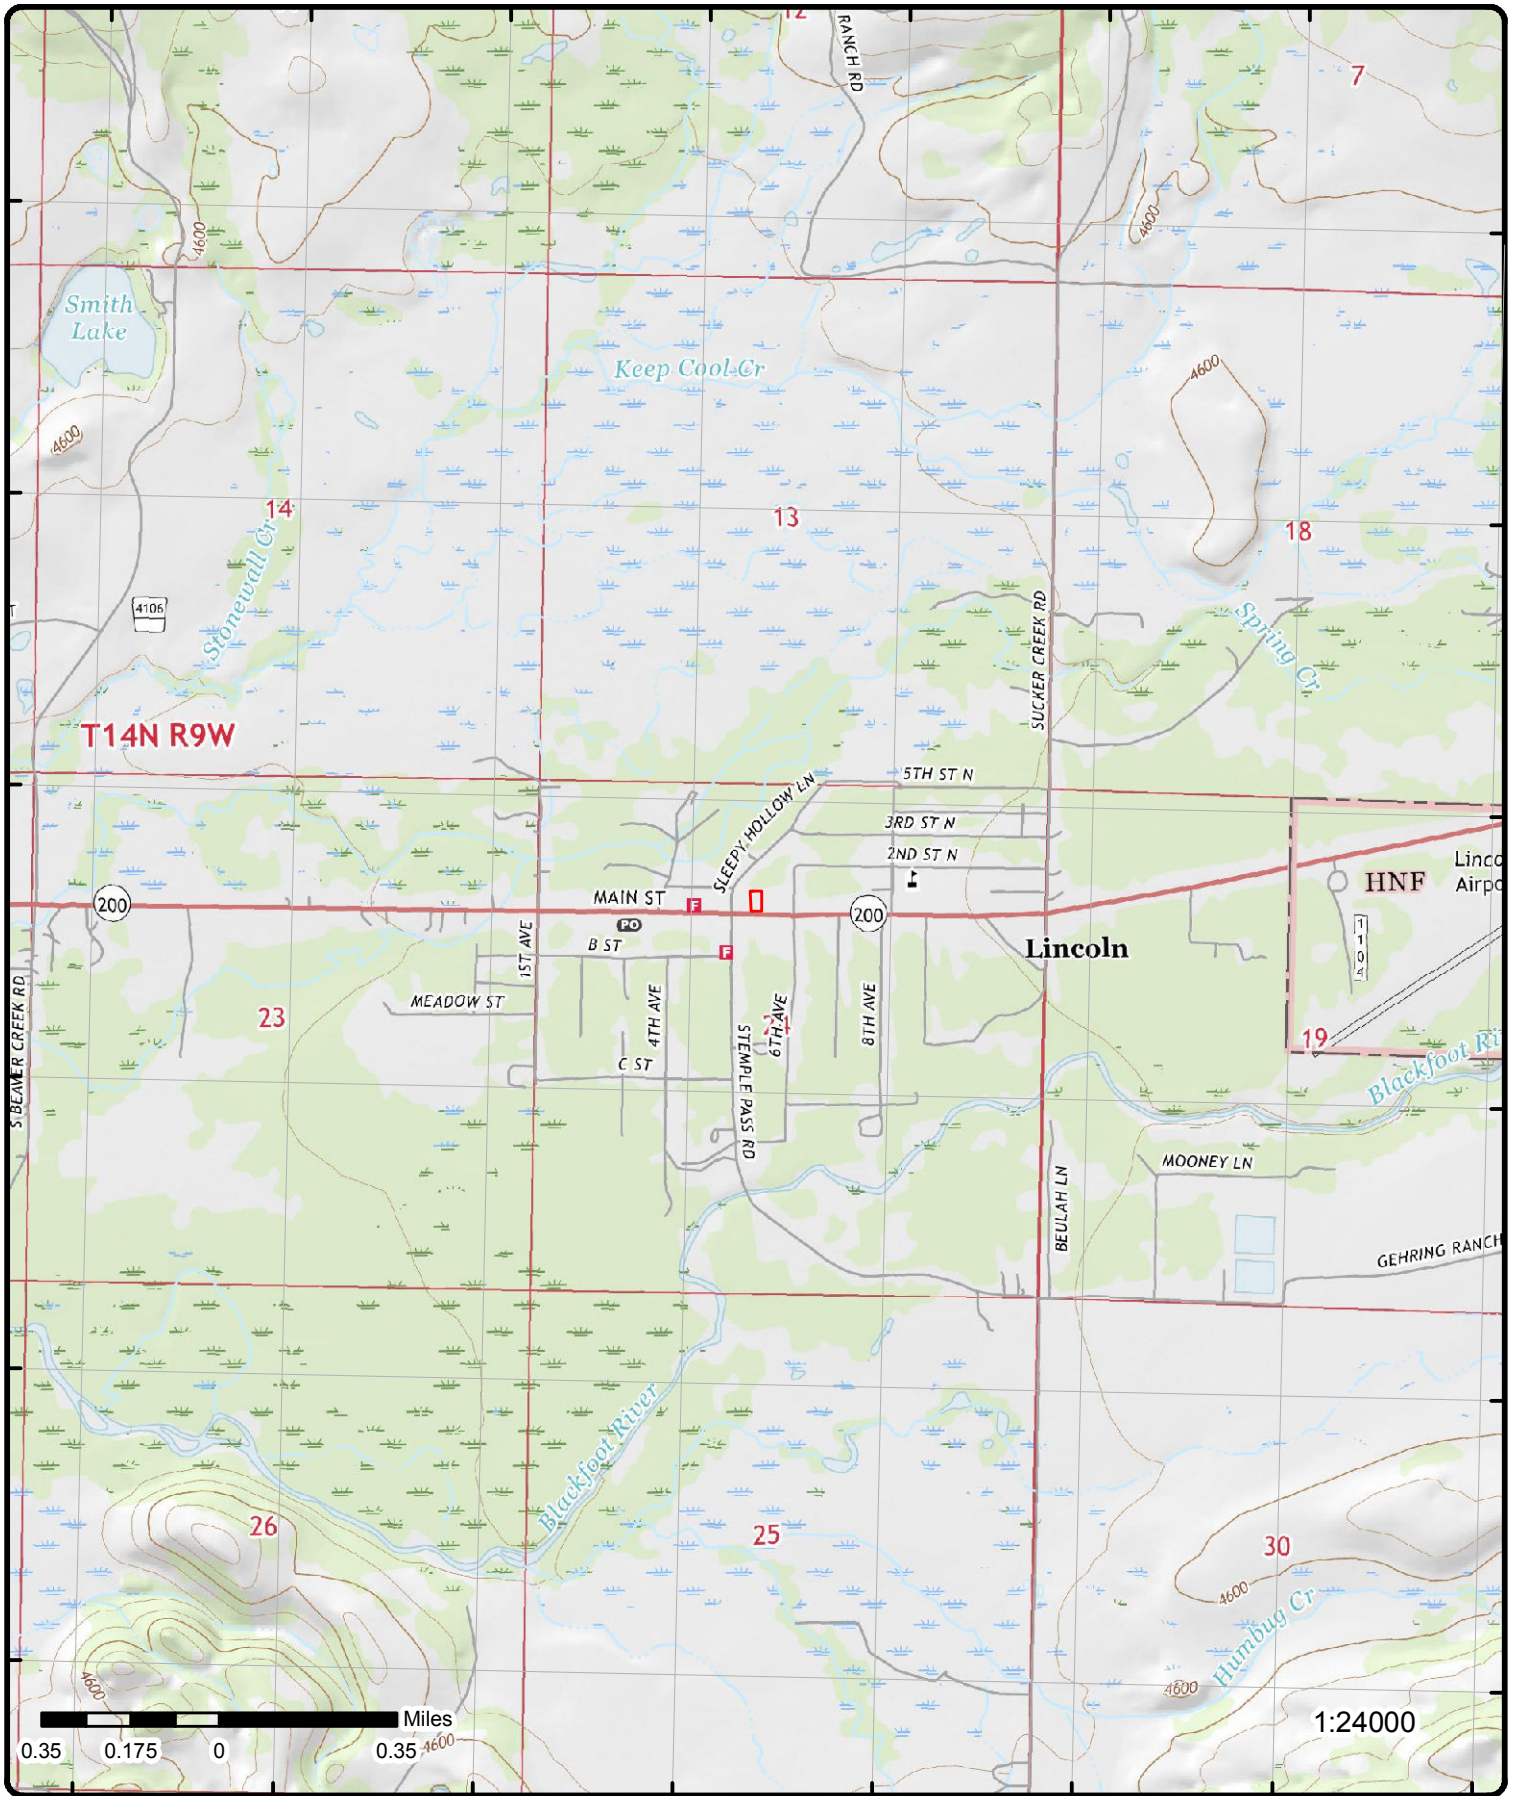 12
RANCH RD
7
4600
4600
Smith
Lake
Keep Cool Cr
4600
4600
14
13
18
Stonewall Cr
4106
T
SUCKER CREEK RD
Spring Cr
T14N R9W
5TH ST N
SLEEPY HOLLOW LN
3RD ST N
2ND ST N
Linco
Airpo
HNF
MAIN ST
F
200
200
PO
Lincoln
1104
1ST AVE
B ST
F
S BEAVER CREEK RD
MEADOW ST
23
4TH AVE
6TH AVE
24
8TH AVE
19
STEMPLE PASS RD
Blackfoot Ri
C ST
MOONEY LN
BEULAH LN
GEHRING RANCH
Blackfoot River
26
25
30
4600
Humbug Cr
4600
4600
Miles
1:24000
0.35 0.175 0 0.35
4600